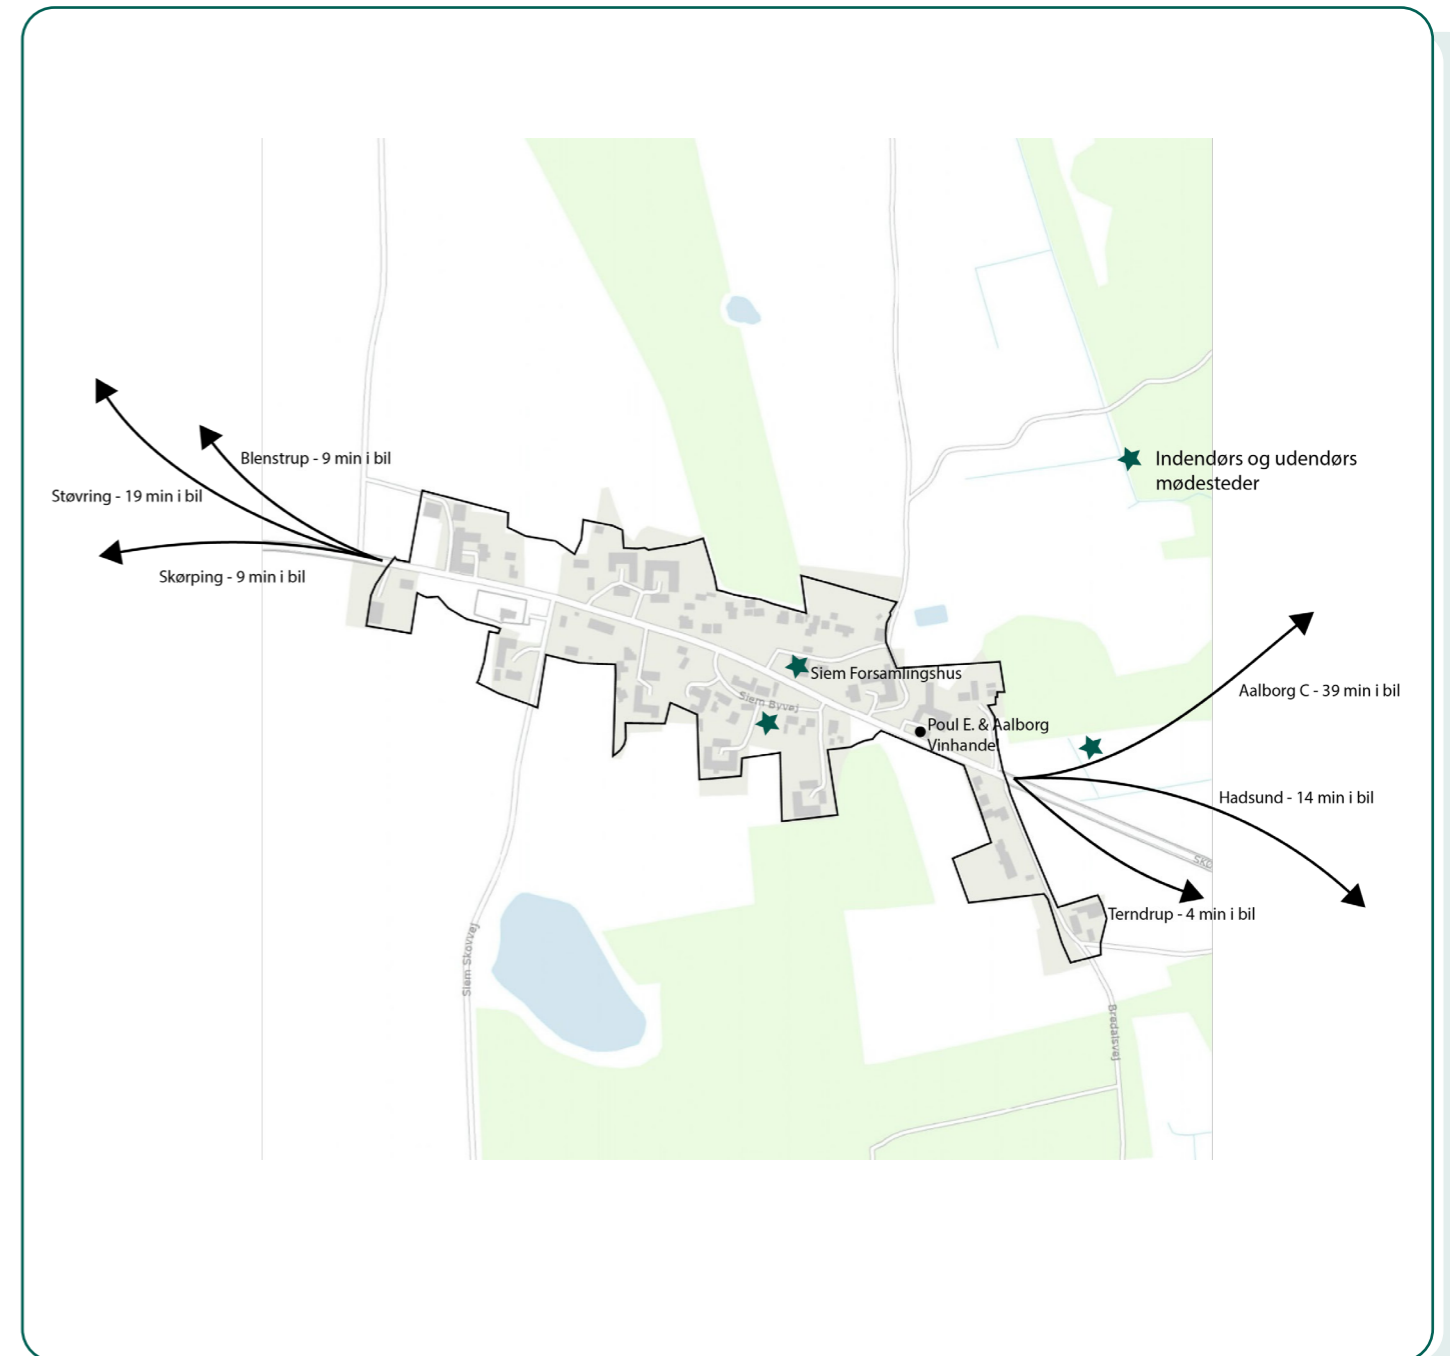 Blenstrup - 9 min i bil
Støvring - 19 min i bil
Skørping - 9 min i bil
Indendørs og udendørs
mødesteder
Siem Forsamlingshus
Siem Byvej
Poul E. & Aalborg
Vinhandel
Aalborg C - 39 min i bil
Hadsund - 14 min i bil
Terndrup - 4 min i bil
Siem Skovvej
Brødalsvej